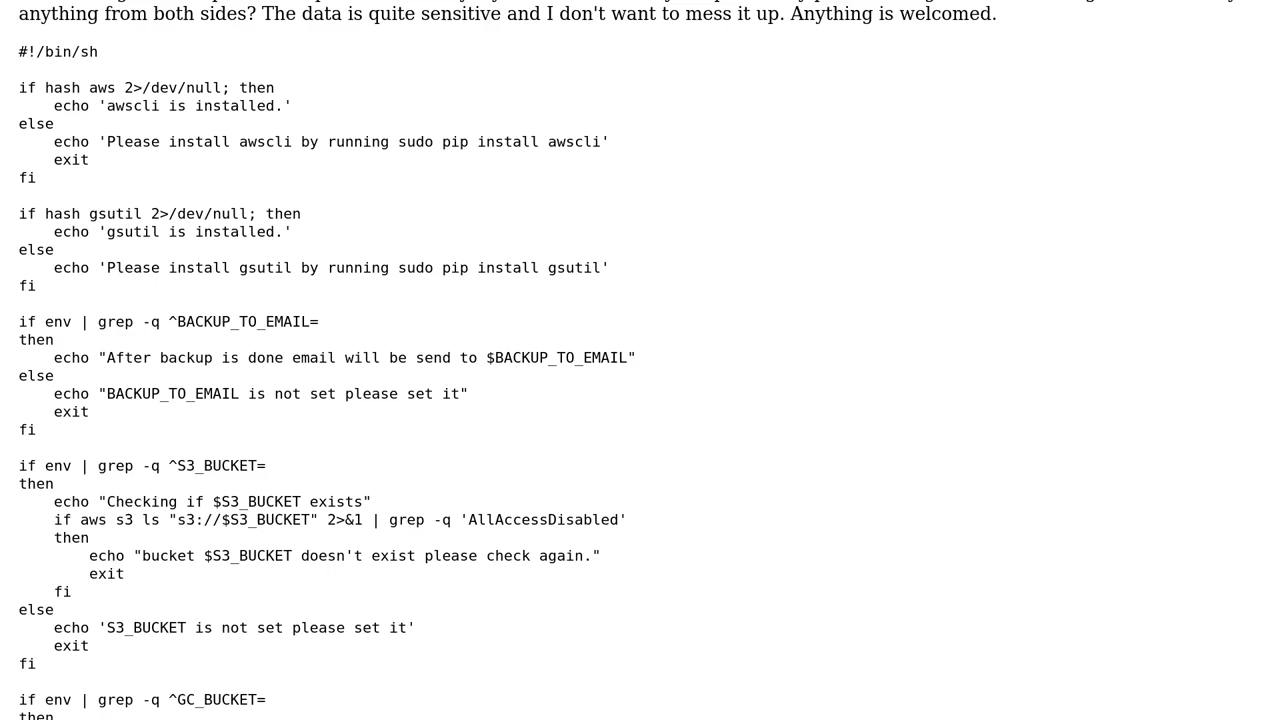 anything from both sides? The data is quite sensitive and I don't want to mess it up. Anything is welcomed.
#!/bin/sh
if hash aws 2>/dev/null; then
    echo 'awscli is installed.'
else
    echo 'Please install awscli by running sudo pip install awscli'
    exit
fi
if hash gsutil 2>/dev/null; then
    echo 'gsutil is installed.'
else
    echo 'Please install gsutil by running sudo pip install gsutil'
fi
if env | grep -q ^BACKUP_TO_EMAIL=
then
    echo "After backup is done email will be send to $BACKUP_TO_EMAIL"
else
    echo "BACKUP_TO_EMAIL is not set please set it"
    exit
fi
if env | grep -q ^S3_BUCKET=
then
    echo "Checking if $S3_BUCKET exists"
    if aws s3 ls "s3://$S3_BUCKET" 2>&1 | grep -q 'AllAccessDisabled'
    then
        echo "bucket $S3_BUCKET doesn't exist please check again."
        exit
    fi
else
    echo 'S3_BUCKET is not set please set it'
    exit
fi
if env | grep -q ^GC_BUCKET=
then